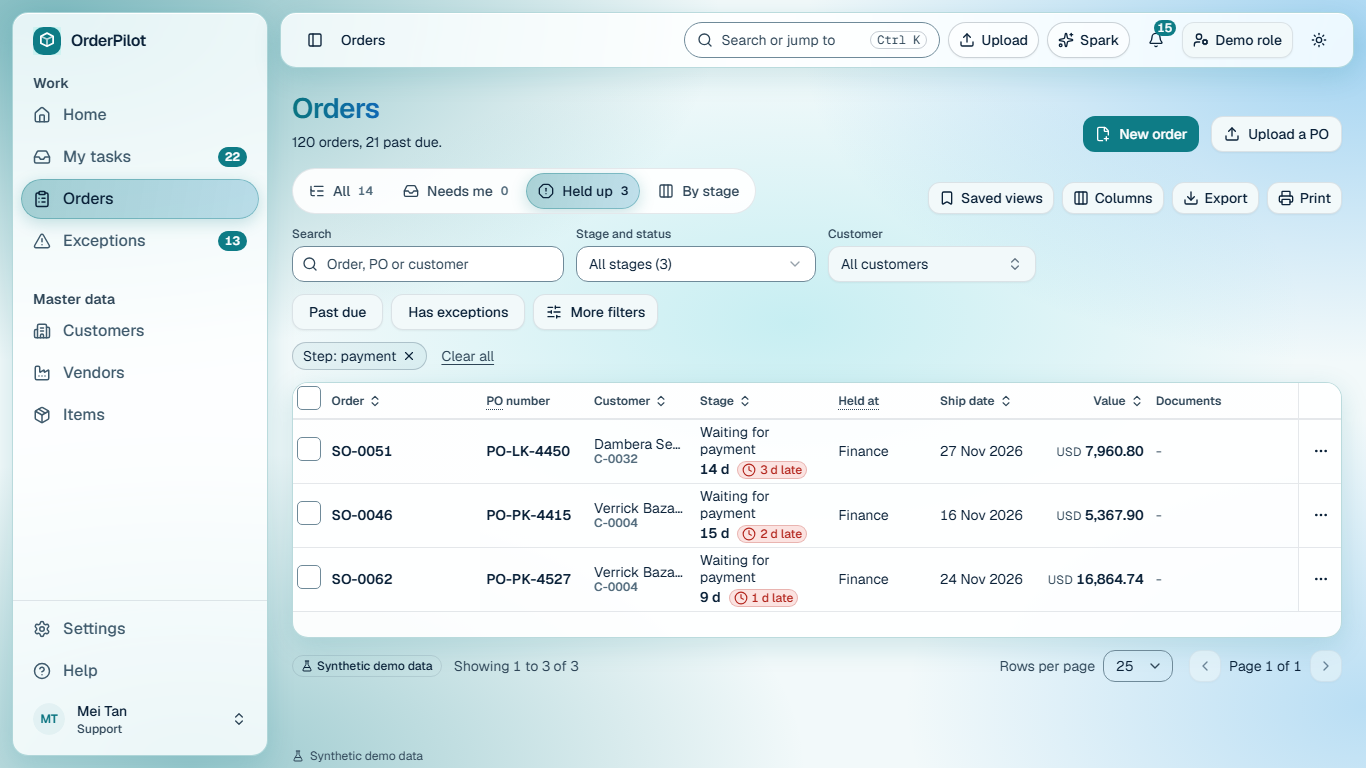 OrderPilot
Work
Home
My tasks 22
Orders
Exceptions 13
Master data
Customers
Vendors
Items
Settings
Help
MT
Mei Tan
Support
Orders
Search or jump to Ctrl K
Upload
Spark
15
Demo role
Orders
120 orders, 21 past due.
New order
Upload a PO
All 14
Needs me 0
Held up 3
By stage
Saved views
Columns
Export
Print
Search
Order, PO or customer
Stage and status
All stages (3)
Customer
All customers
Past due
Has exceptions
More filters
Step: payment
Clear all
Order PO number Customer Stage Held at Ship date Value Documents
SO-0051 PO-LK-4450 Dambera Se… C-0032 Waiting for payment 14 d 3 d late Finance 27 Nov 2026 USD 7,960.80 -
SO-0046 PO-PK-4415 Verrick Baza… C-0004 Waiting for payment 15 d 2 d late Finance 16 Nov 2026 USD 5,367.90 -
SO-0062 PO-PK-4527 Verrick Baza… C-0004 Waiting for payment 9 d 1 d late Finance 24 Nov 2026 USD 16,864.74 -
Synthetic demo data
Showing 1 to 3 of 3
Rows per page 25
Page 1 of 1
Synthetic demo data